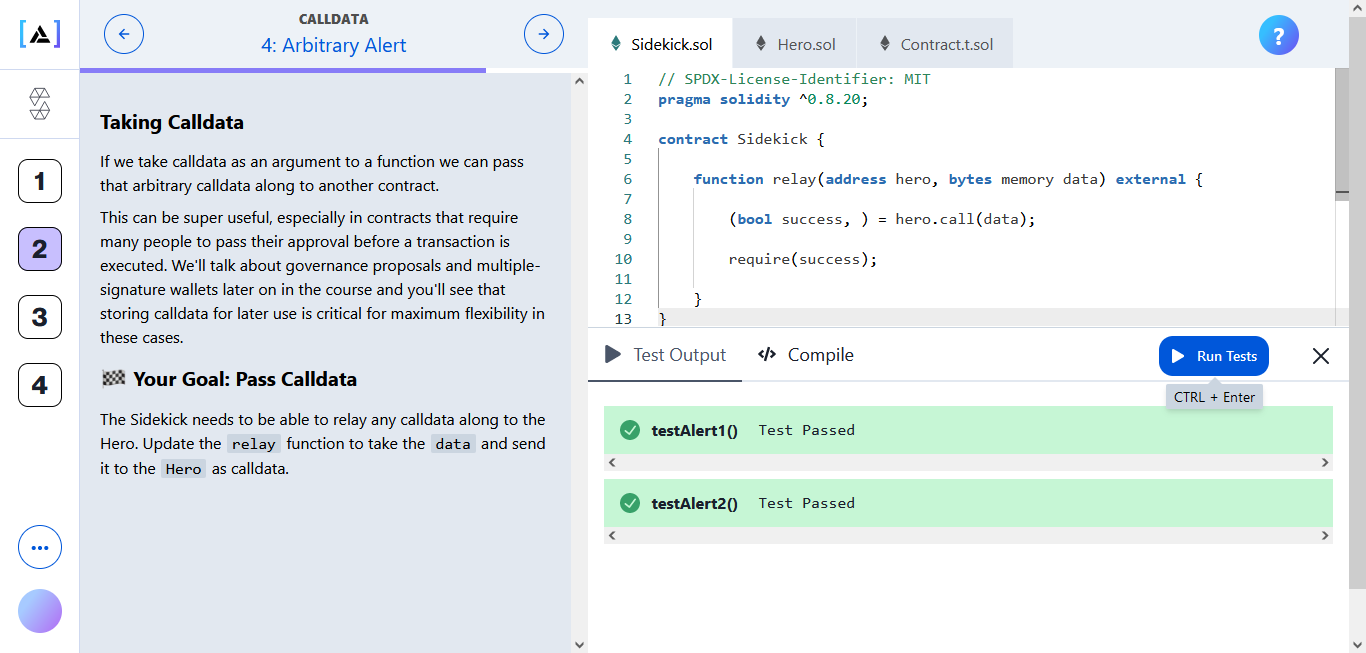 CALLDATA
4: Arbitrary Alert
1
2
3
4
Taking Calldata
If we take calldata as an argument to a function we can pass
that arbitrary calldata along to another contract.
This can be super useful, especially in contracts that require
many people to pass their approval before a transaction is
executed. We'll talk about governance proposals and multiple-
signature wallets later on in the course and you'll see that
storing calldata for later use is critical for maximum flexibility in
these cases.
Your Goal: Pass Calldata
The Sidekick needs to be able to relay any calldata along to the
Hero. Update the relay function to take the data and send
it to the Hero as calldata.
Sidekick.sol Hero.sol Contract.t.sol ?
1 // SPDX-License-Identifier: MIT
2 pragma solidity ^0.8.20;
3
4 contract Sidekick {
5
6 function relay(address hero, bytes memory data) external {
7
8 (bool success, ) = hero.call(data);
9
10 require(success);
11
12 }
13 }
Test Output </> Compile Run Tests
CTRL + Enter
testAlert1() Test Passed
testAlert2() Test Passed